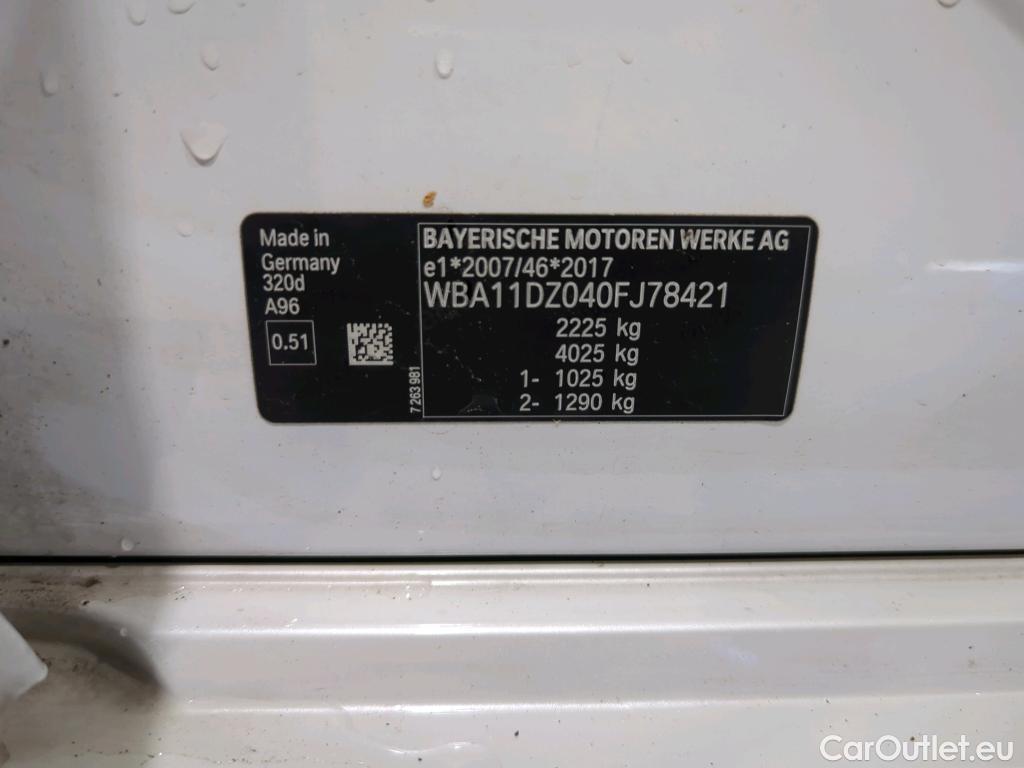 Made in
Germany
320d
A96
0.51
7 263 981
BAYERISCHE MOTOREN WERKE AG
e1*2007/46*2017
WBA11DZ040FJ78421
2225 kg
4025 kg
1- 1025 kg
2- 1290 kg
CarOutlet.eu